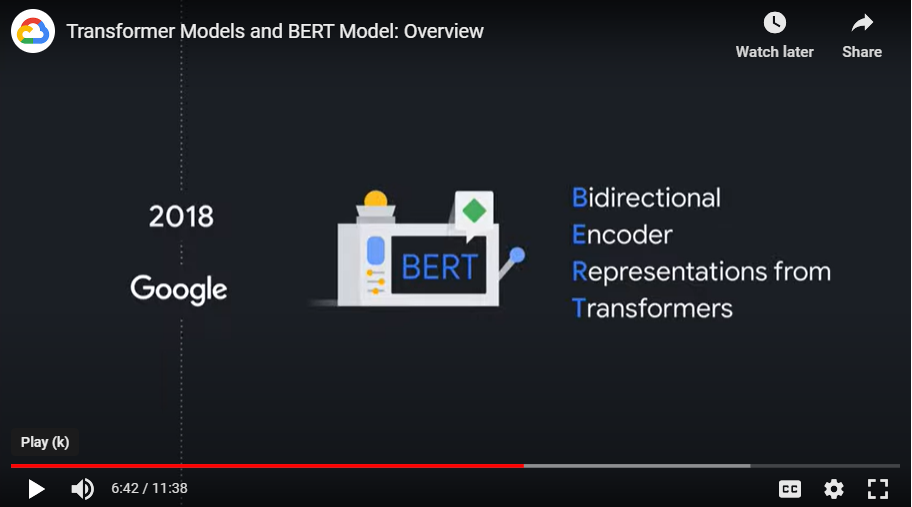 Transformer Models and BERT Model: Overview
Watch later
Share
2018
Google
BERT
Bidirectional
Encoder
Representations from
Transformers
Play (k)
6:42 / 11:38
CC